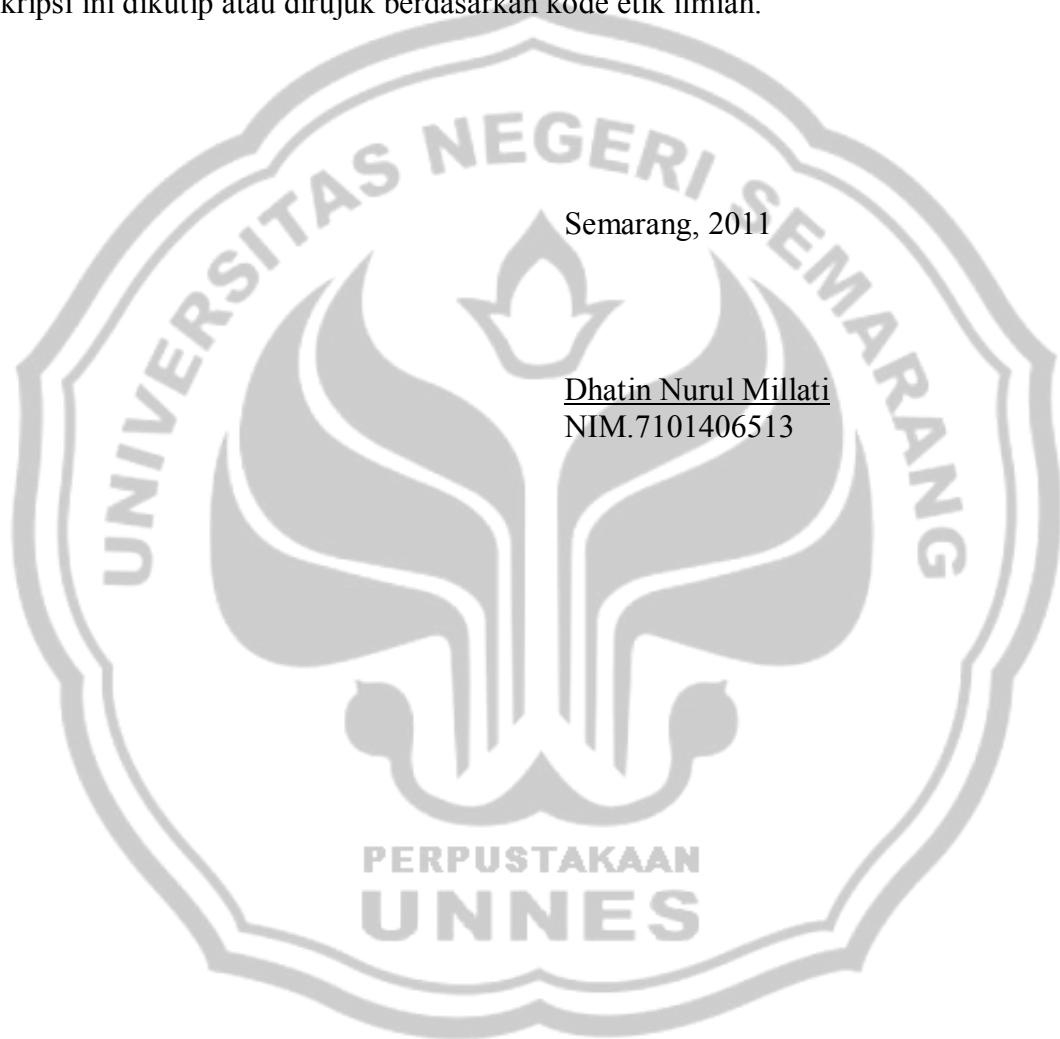 kripsi ini dikutip atau dirujuk berdasarkan kode etik ilmiah.
UNIVERSITAS NEGERI SEMARANG
Semarang, 2011
Dhatin Nurul Millati
NIM.7101406513
PERPUSTAKAAN
UNNES